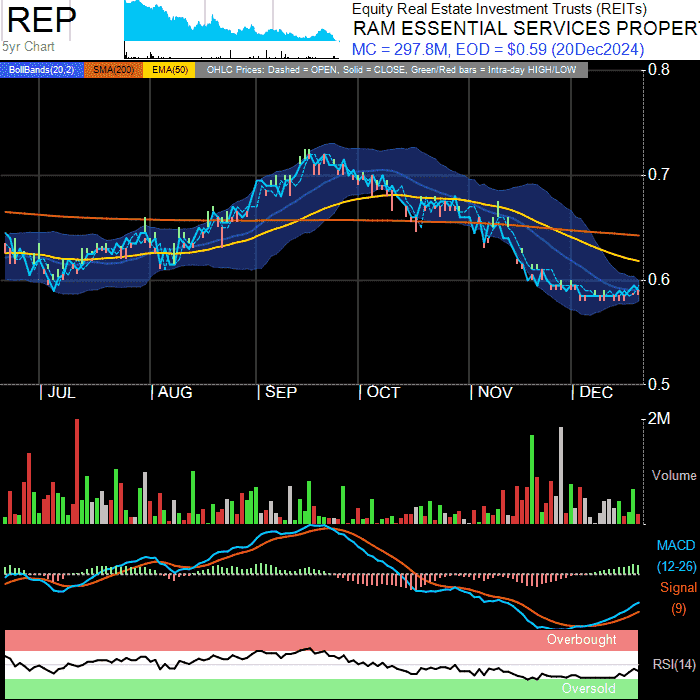 REP
5yr Chart
Equity Real Estate Investment Trusts (REITs)
RAM ESSENTIAL SERVICES PROPER
MC = 297.8M, EOD = $0.59 (20Dec2024)
BollBands(20,2) SMA(200) EMA(50) OHLC Prices: Dashed = OPEN, Solid = CLOSE, Green/Red bars = Intra-day HIGH/LOW
0.8
0.7
0.6
0.5
JUL AUG SEP OCT NOV DEC
2M
Volume
MACD
(12-26)
Signal
(9)
Overbought
RSI(14)
Oversold